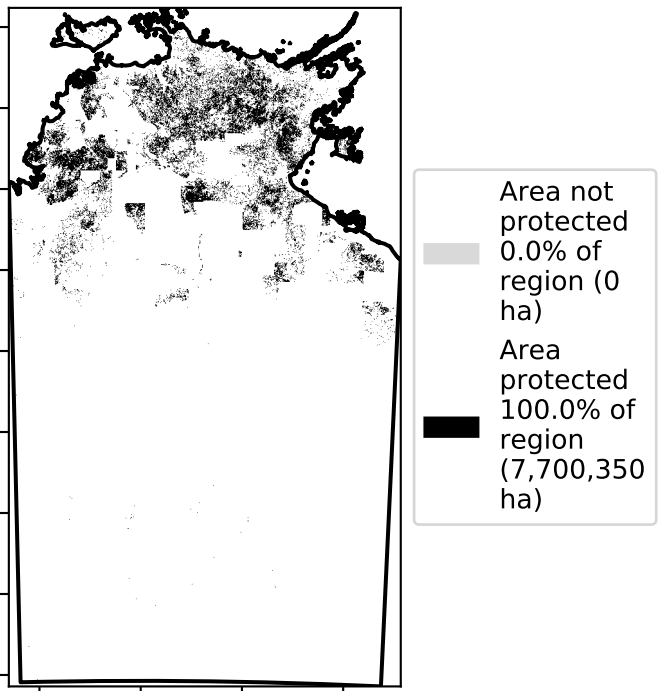 Area not
protected
0.0% of
region (0
ha)
Area
protected
100.0% of
region
(7,700,350
ha)